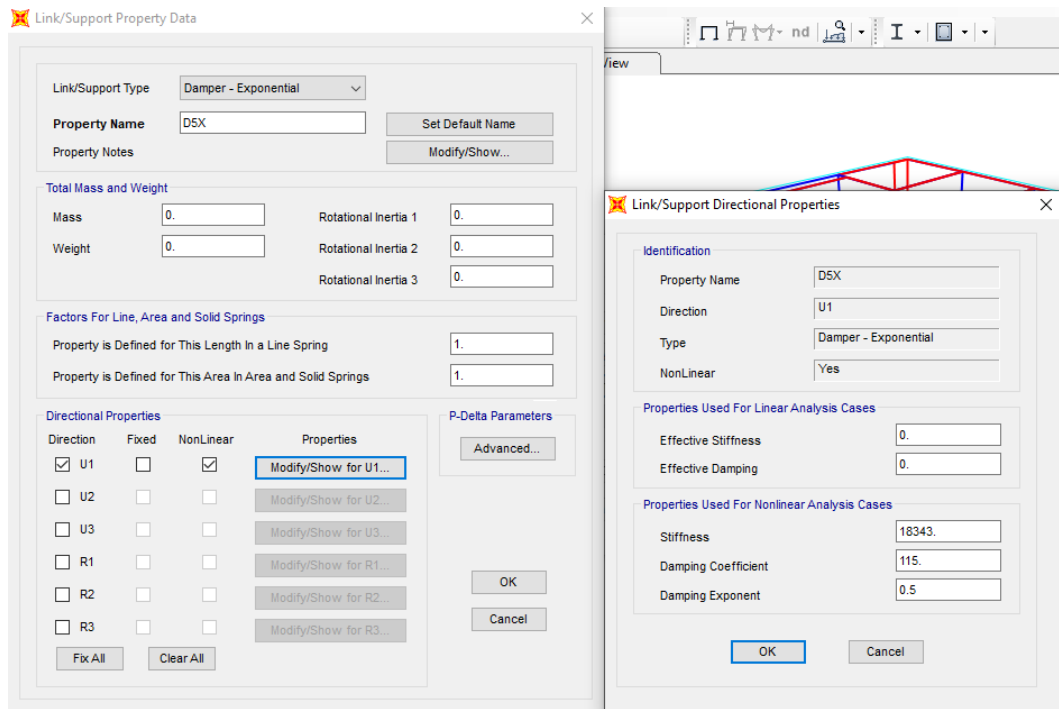 Link/Support Property Data
Link/Support Type Damper - Exponential
Property Name D5X Set Default Name
Property Notes Modify/Show...
Total Mass and Weight
Mass 0. Rotational Inertia 1 0.
Weight 0. Rotational Inertia 2 0.
Rotational Inertia 3 0.
Factors For Line, Area and Solid Springs
Property is Defined for This Length In a Line Spring 1.
Property is Defined for This Area In Area and Solid Springs 1.
Directional Properties
Direction Fixed NonLinear Properties
U1 Modify/Show for U1...
U2 Modify/Show for U2...
U3 Modify/Show for U3...
R1 Modify/Show for R1...
R2 Modify/Show for R2...
R3 Modify/Show for R3...
Fix All Clear All
P-Delta Parameters
Advanced...
OK
Cancel
nd
View
Link/Support Directional Properties
Identification
Property Name D5X
Direction U1
Type Damper - Exponential
NonLinear Yes
Properties Used For Linear Analysis Cases
Effective Stiffness 0.
Effective Damping 0.
Properties Used For Nonlinear Analysis Cases
Stiffness 18343.
Damping Coefficient 115.
Damping Exponent 0.5
OK Cancel